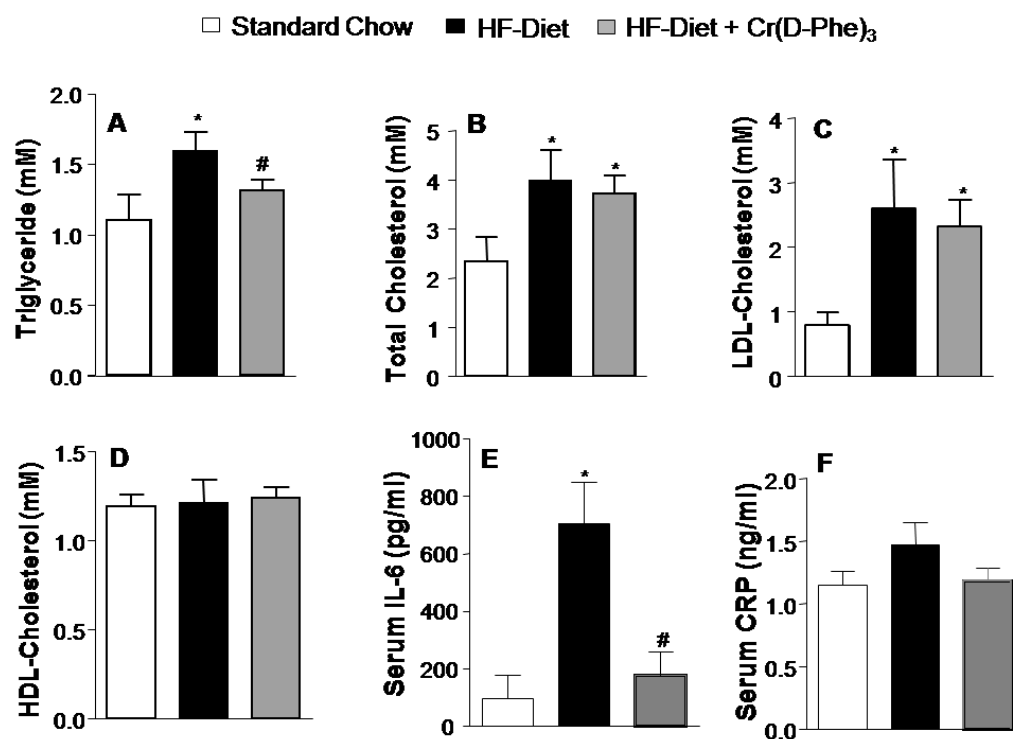 Standard Chow HF-Diet HF-Diet + Cr(D-Phe)₃
A
Triglyceride (mM)
2.0
1.5
1.0
0.5
0.0
* #
B
Total Cholesterol (mM)
5
4
3
2
1
0
* *
C
LDL-Cholesterol (mM)
4
3
2
1
0
* *
D
HDL-Cholesterol (mM)
1.5
1.2
0.5
0.0
E
Serum IL-6 (pg/ml)
1000
800
600
400
200
0
* #
F
Serum CRP (ng/ml)
2.0
1.5
1.2
0.5
0.0